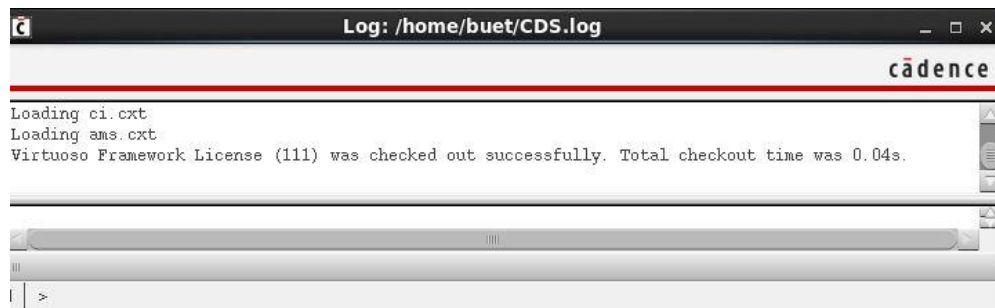 Log: /home/buet/CDS.log
cādence
Loading ci.cxt
Loading ams.cxt
Virtuoso Framework License (111) was checked out successfully. Total checkout time was 0.04s.
>